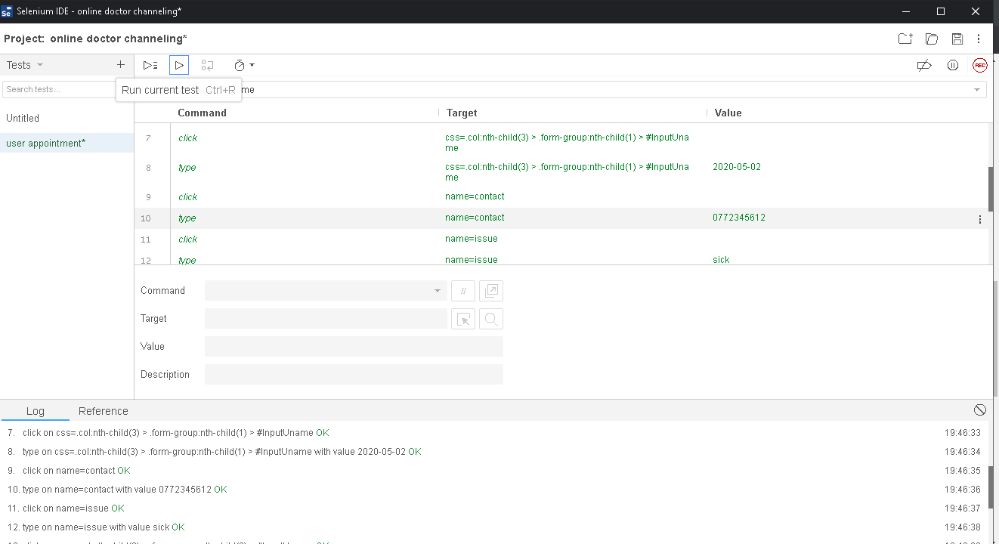 Se Selenium IDE - online doctor channeling*
Project: online doctor channeling*
Tests
REC
Search tests...
Run current test Ctrl+R
me
Command Target Value
Untitled
user appointment*
7 click css=.col:nth-child(3) > .form-group:nth-child(1) > #InputUna
me
8 type css=.col:nth-child(3) > .form-group:nth-child(1) > #InputUna 2020-05-02
me
9 click name=contact
10 type name=contact 0772345612
11 click name=issue
12 type name=issue sick
Command //
Target
Value
Description
Log Reference
7. click on css=.col:nth-child(3) > .form-group:nth-child(1) > #InputUname OK 19:46:33
8. type on css=.col:nth-child(3) > .form-group:nth-child(1) > #InputUname with value 2020-05-02 OK 19:46:34
9. click on name=contact OK 19:46:35
10. type on name=contact with value 0772345612 OK 19:46:36
11. click on name=issue OK 19:46:37
12. type on name=issue with value sick OK 19:46:38